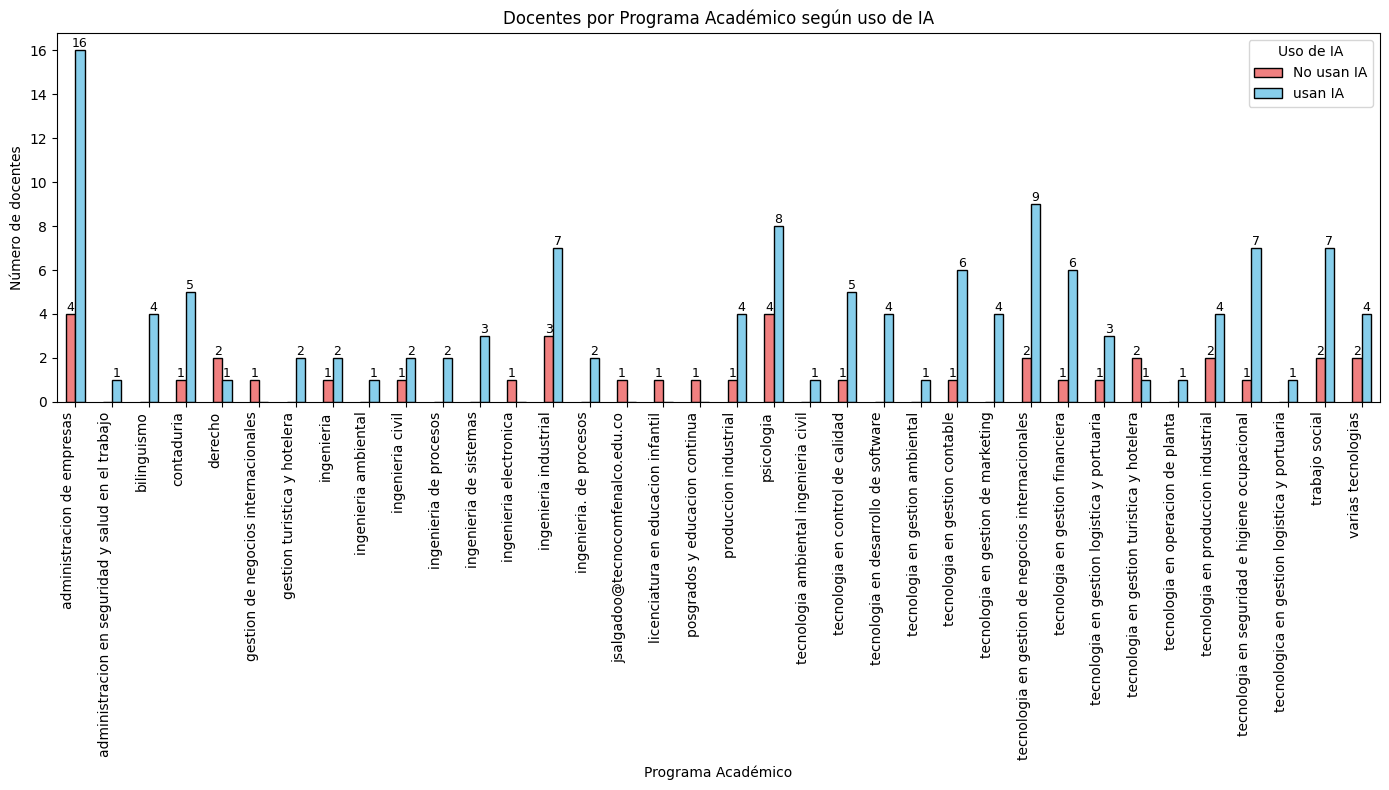 Docentes por Programa Académico según uso de IA
Número de docentes
16
14
12
10
8
6
4
2
0
Uso de IA
No usan IA
usan IA
4
16
1
4
1
5
2
1
1
2
1
2
1
1
2
2
3
1
3
7
2
1
1
1
1
4
4
8
1
1
5
4
1
1
6
4
2
9
1
6
1
3
2
1
1
2
4
1
7
1
2
7
2
4
administracion de empresas
administracion en seguridad y salud en el trabajo
bilinguismo
contaduria
derecho
gestion de negocios internacionales
gestion turistica y hotelera
ingenieria
ingenieria ambiental
ingenieria civil
ingenieria de procesos
ingenieria de sistemas
ingenieria electronica
ingenieria industrial
ingenieria. de procesos
jsalgadoo@tecnocomfenalco.edu.co
licenciatura en educacion infantil
posgrados y educacion continua
produccion industrial
psicologia
tecnologia ambiental ingenieria civil
tecnologia en control de calidad
tecnologia en desarrollo de software
tecnologia en gestion ambiental
tecnologia en gestion contable
tecnologia en gestion de marketing
tecnologia en gestion de negocios internacionales
tecnologia en gestion financiera
tecnologia en gestion logistica y portuaria
tecnologia en gestion turistica y hotelera
tecnologia en operacion de planta
tecnologia en produccion industrial
tecnologia en seguridad e higiene ocupacional
tecnologica en gestion logistica y portuaria
trabajo social
varias tecnologias
Programa Académico